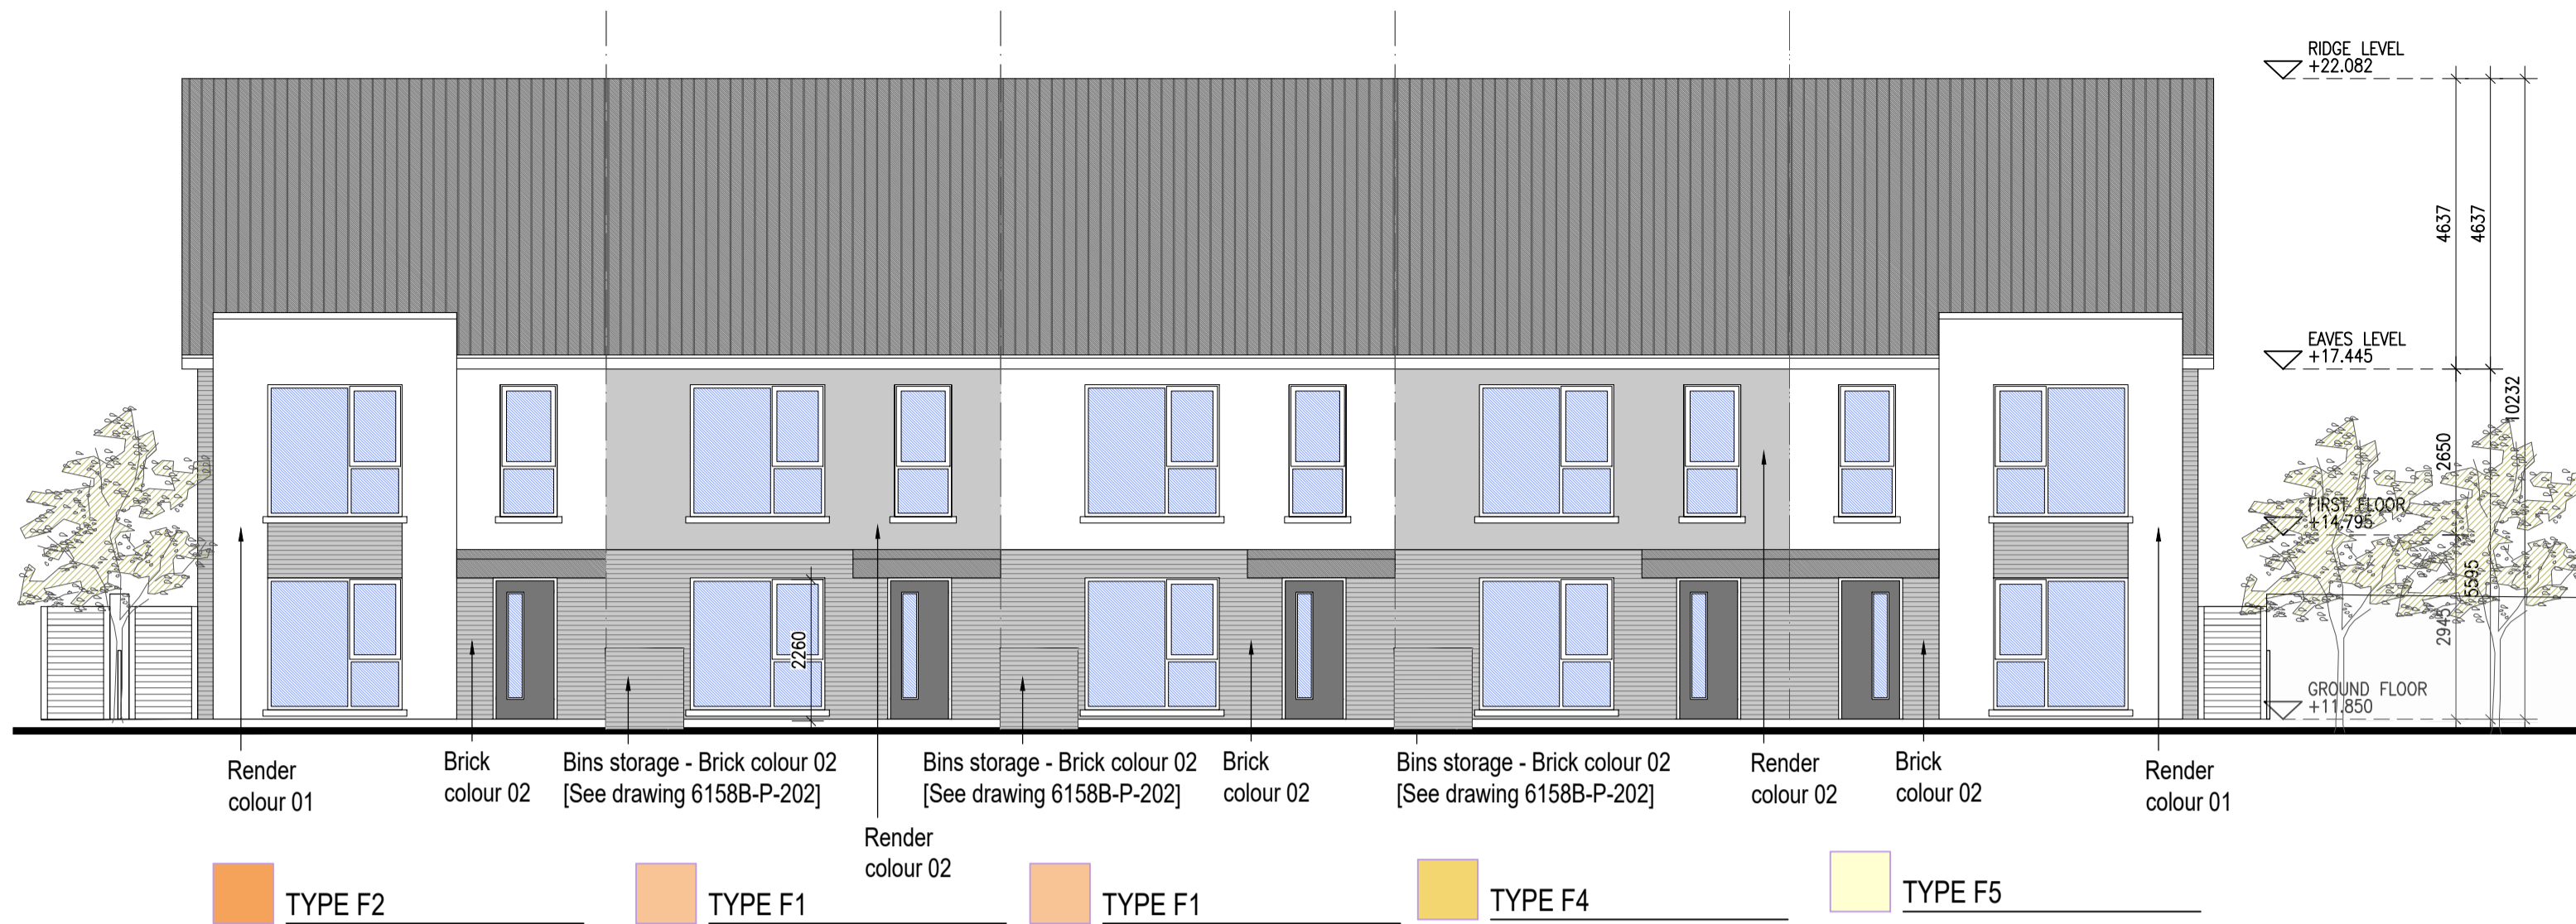 RIDGE LEVEL
+22.082
4637
4637
EAVES LEVEL
+17.445
10232
2650
FIRST FLOOR
+14.795
5595
2945
2260
GROUND FLOOR
+11.850
Render
colour 01
Brick
colour 02
Bins storage - Brick colour 02
[See drawing 6158B-P-202]
Render
colour 02
Bins storage - Brick colour 02
[See drawing 6158B-P-202]
Brick
colour 02
Bins storage - Brick colour 02
[See drawing 6158B-P-202]
Render
colour 02
Brick
colour 02
Render
colour 01
TYPE F2
TYPE F1
TYPE F1
TYPE F4
TYPE F5